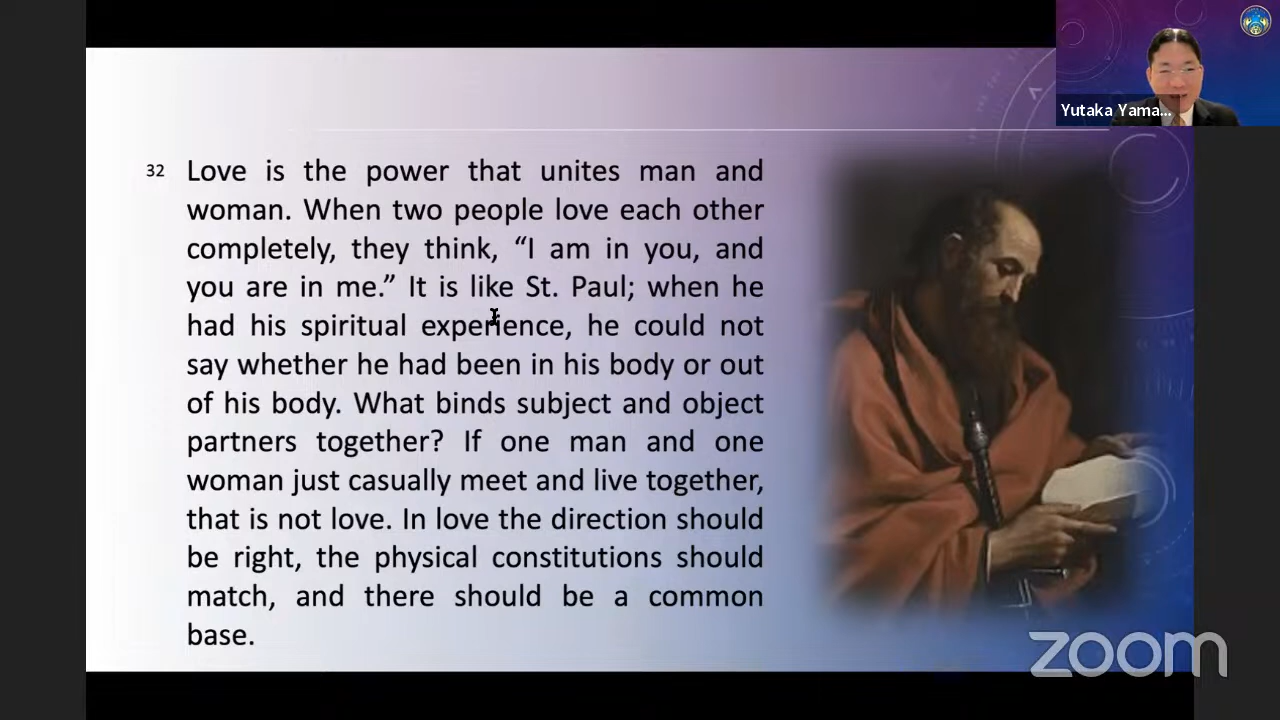 Yutaka Yama...
32 Love is the power that unites man and
woman. When two people love each other
completely, they think, “I am in you, and
you are in me.” It is like St. Paul; when he
had his spiritual experience, he could not
say whether he had been in his body or out
of his body. What binds subject and object
partners together? If one man and one
woman just casually meet and live together,
that is not love. In love the direction should
be right, the physical constitutions should
match, and there should be a common
base.
zoom